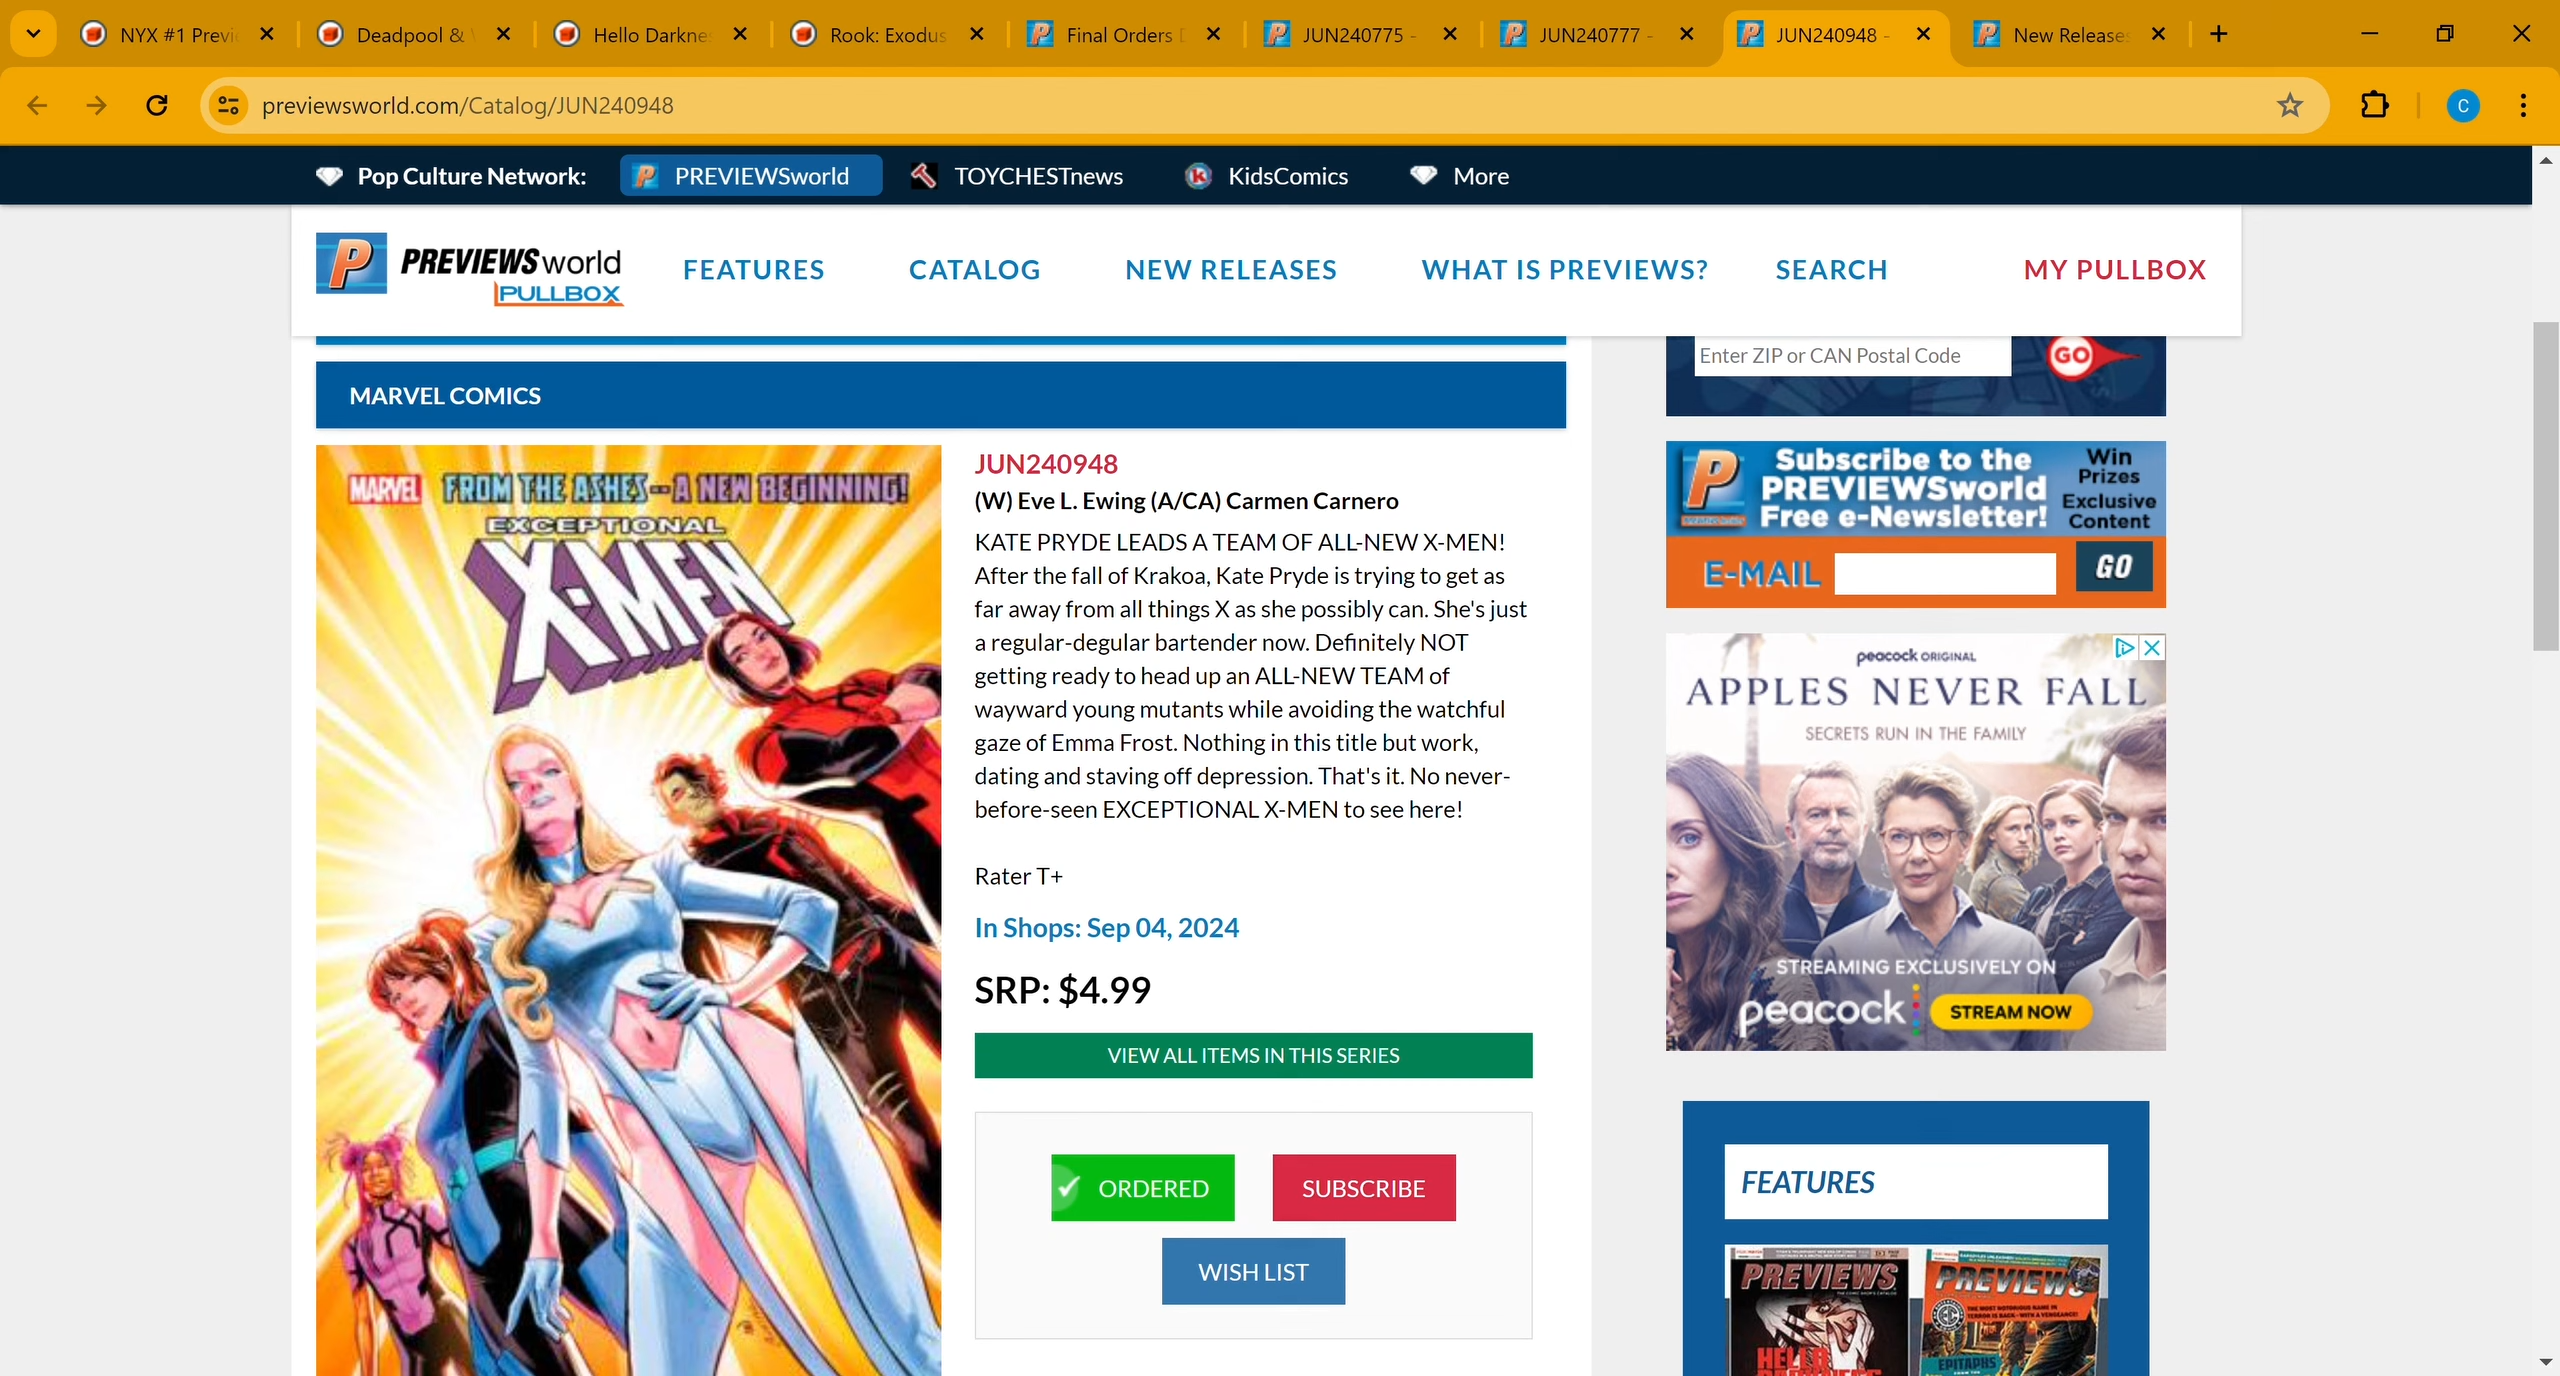 NYX #1 Previ
Deadpool &
Hello Darkne
Rook: Exodus
Final Orders
JUN240775 -
JUN240777 -
JUN240948 -
New Release
previewsworld.com/Catalog/JUN240948
C
Pop Culture Network:
PREVIEWSworld
TOYCHESTnews
KidsComics
More
P
PREVIEWSworld
PULLBOX
FEATURES
CATALOG
NEW RELEASES
WHAT IS PREVIEWS?
SEARCH
MY PULLBOX
MARVEL COMICS
MARVEL FROM THE ASHES--A NEW BEGINNING!
EXCEPTIONAL
X-MEN
JUN240948
(W) Eve L. Ewing (A/CA) Carmen Carnero
KATE PRYDE LEADS A TEAM OF ALL-NEW X-MEN!
After the fall of Krakoa, Kate Pryde is trying to get as
far away from all things X as she possibly can. She's just
a regular-degular bartender now. Definitely NOT
getting ready to head up an ALL-NEW TEAM of
wayward young mutants while avoiding the watchful
gaze of Emma Frost. Nothing in this title but work,
dating and staving off depression. That's it. No never-
before-seen EXCEPTIONAL X-MEN to see here!
Rater T+
In Shops: Sep 04, 2024
SRP: $4.99
VIEW ALL ITEMS IN THIS SERIES
ORDERED
SUBSCRIBE
WISH LIST
Enter ZIP or CAN Postal Code
GO
P
Subscribe to the
PREVIEWSworld
Free e-Newsletter!
Win
Prizes
Exclusive
Content
E-MAIL
GO
peacock ORIGINAL
APPLES NEVER FALL
SECRETS RUN IN THE FAMILY
STREAMING EXCLUSIVELY ON
peacock
STREAM NOW
FEATURES
PREVIEWS
PREVIEWS
EPITAPHS